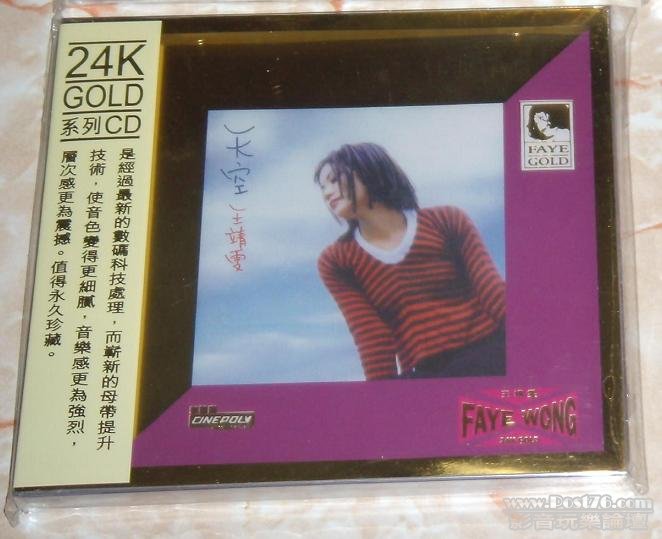 24K
GOLD
系列CD
是經過最新的數碼科技處理，而嶄新的母帶提升
技術，使音色變得更細膩，音樂感更為強烈，
層次感更為震撼。值得永久珍藏。
天空
王靖雯
FAYE
GOLD
CINEPOLY
FAYE WONG
www.Post76.com
影音玩樂論壇